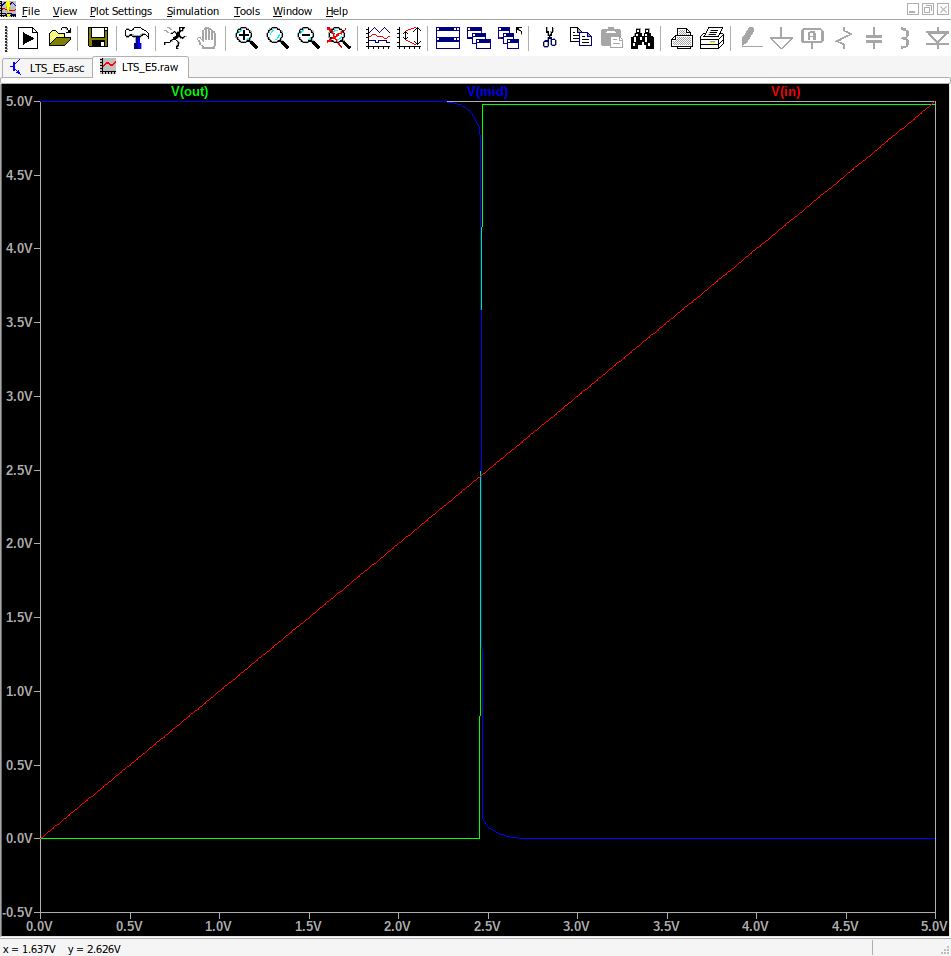 File View Plot Settings Simulation Tools Window Help
LTS_E5.asc LTS_E5.raw
V(out) V(mid) V(in)
5.0V
4.5V
4.0V
3.5V
3.0V
2.5V
2.0V
1.5V
1.0V
0.5V
0.0V
-0.5V
0.0V 0.5V 1.0V 1.5V 2.0V 2.5V 3.0V 3.5V 4.0V 4.5V 5.0V
x = 1.637V y = 2.626V